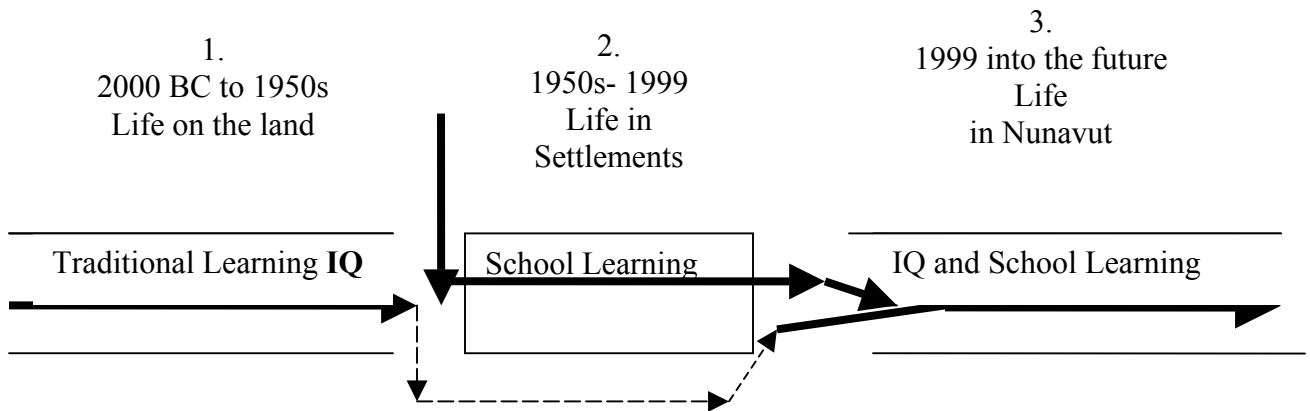 1.
2000 BC to 1950s
Life on the land
2.
1950s- 1999
Life in
Settlements
3.
1999 into the future
Life
in Nunavut
Traditional Learning IQ
School Learning
IQ and School Learning